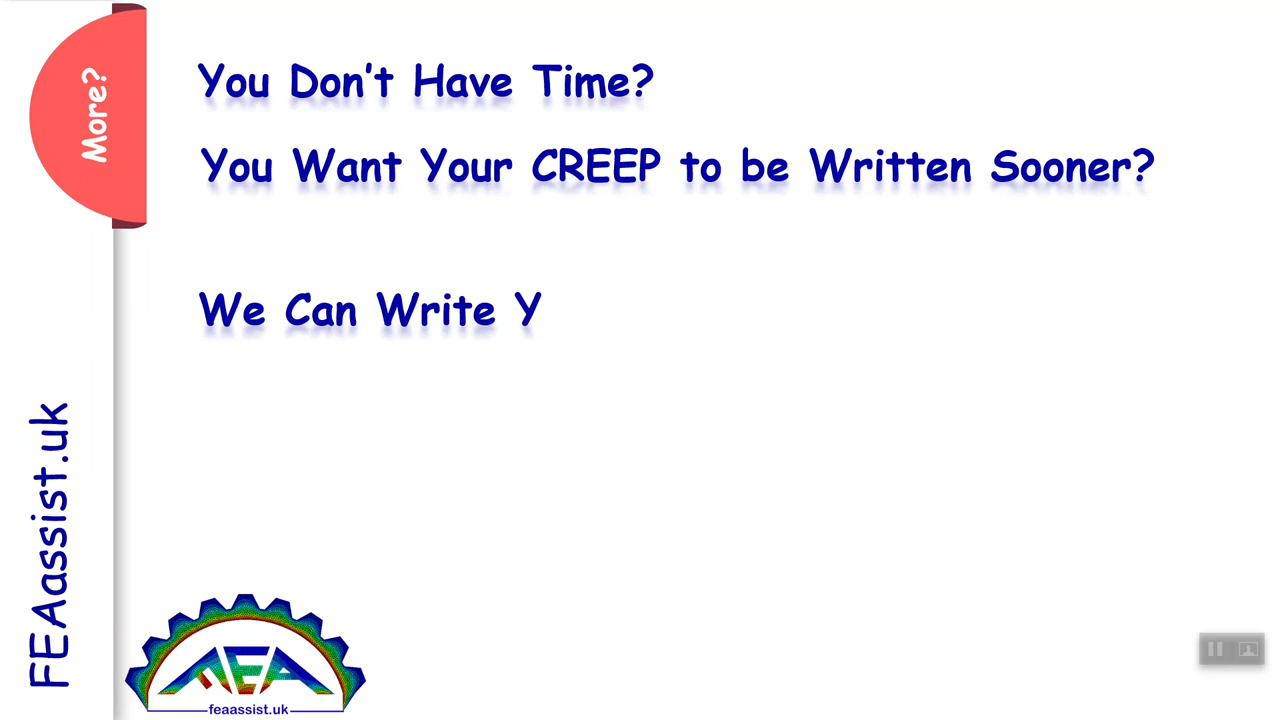 More?
You Don’t Have Time?
You Want Your CREEP to be Written Sooner?
We Can Write Y
FEAassist.uk
FEA
feaassist.uk